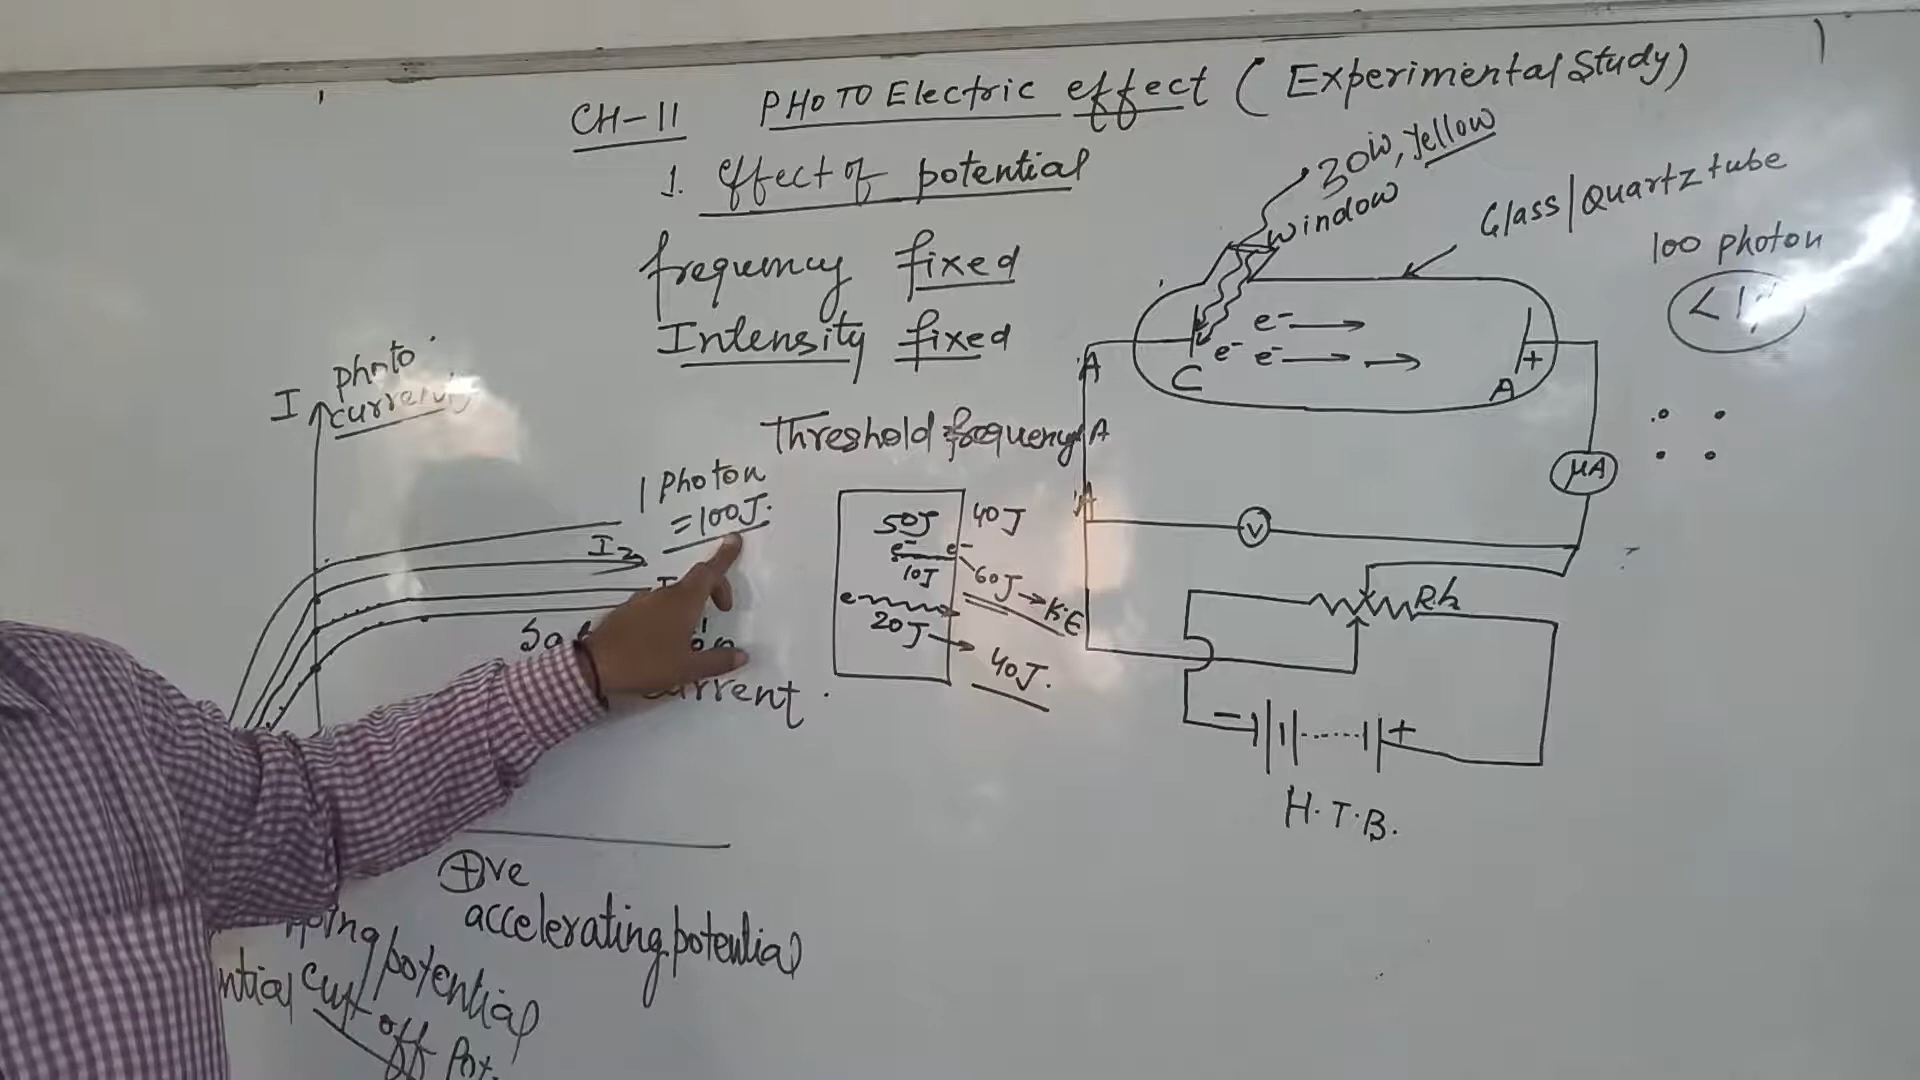 CH-11 PHOTO Electric effect (Experimental Study)
1. Effect of potential
frequency fixed
Intensity fixed
Threshold frequency
30W, Yellow
window
Glass/Quartz tube
100 photon
<1%
e-
e- e-
C
A
+
A
A
A
μA
V
Rh
- +
H.T.B.
I photo
current
1 Photon
=100J.
I2
current
50J 40J
e- e-
10J 60J → K.E
e
20J → 40J.
+ve
accelerating potential
potential
cut off Pot.